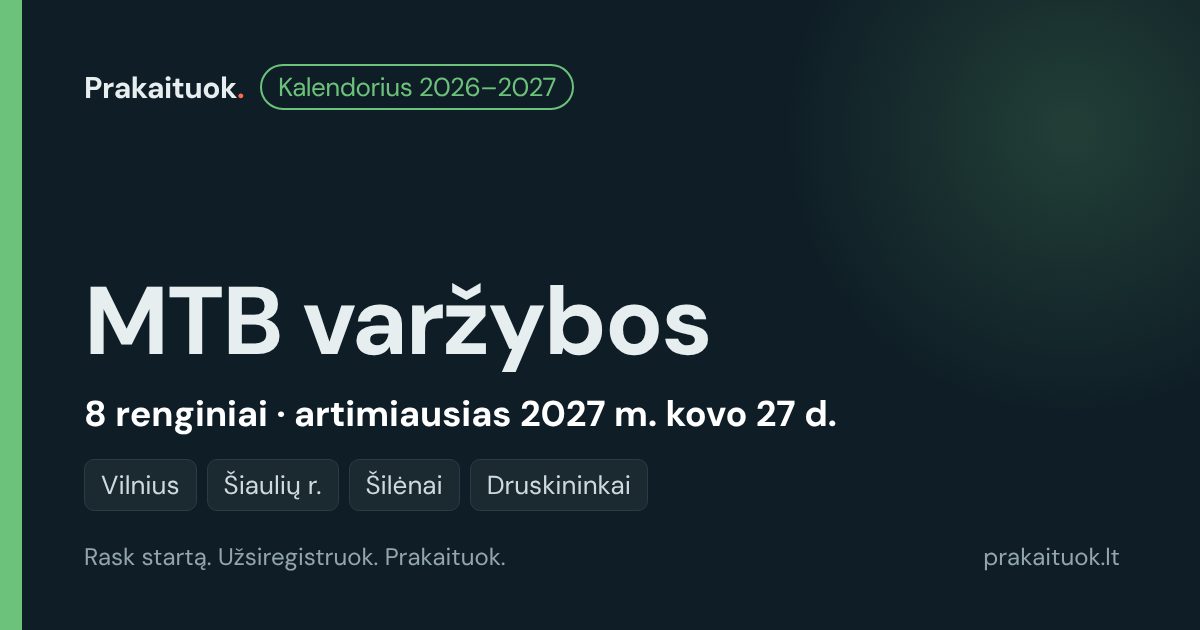 Prakaituok. Kalendorius 2026–2027
MTB varžybos
8 renginiai · artimiausias 2027 m. kovo 27 d.
Vilnius Šiaulių r. Šilėnai Druskininkai
Rask startą. Užsiregistruok. Prakaituok. prakaituok.lt